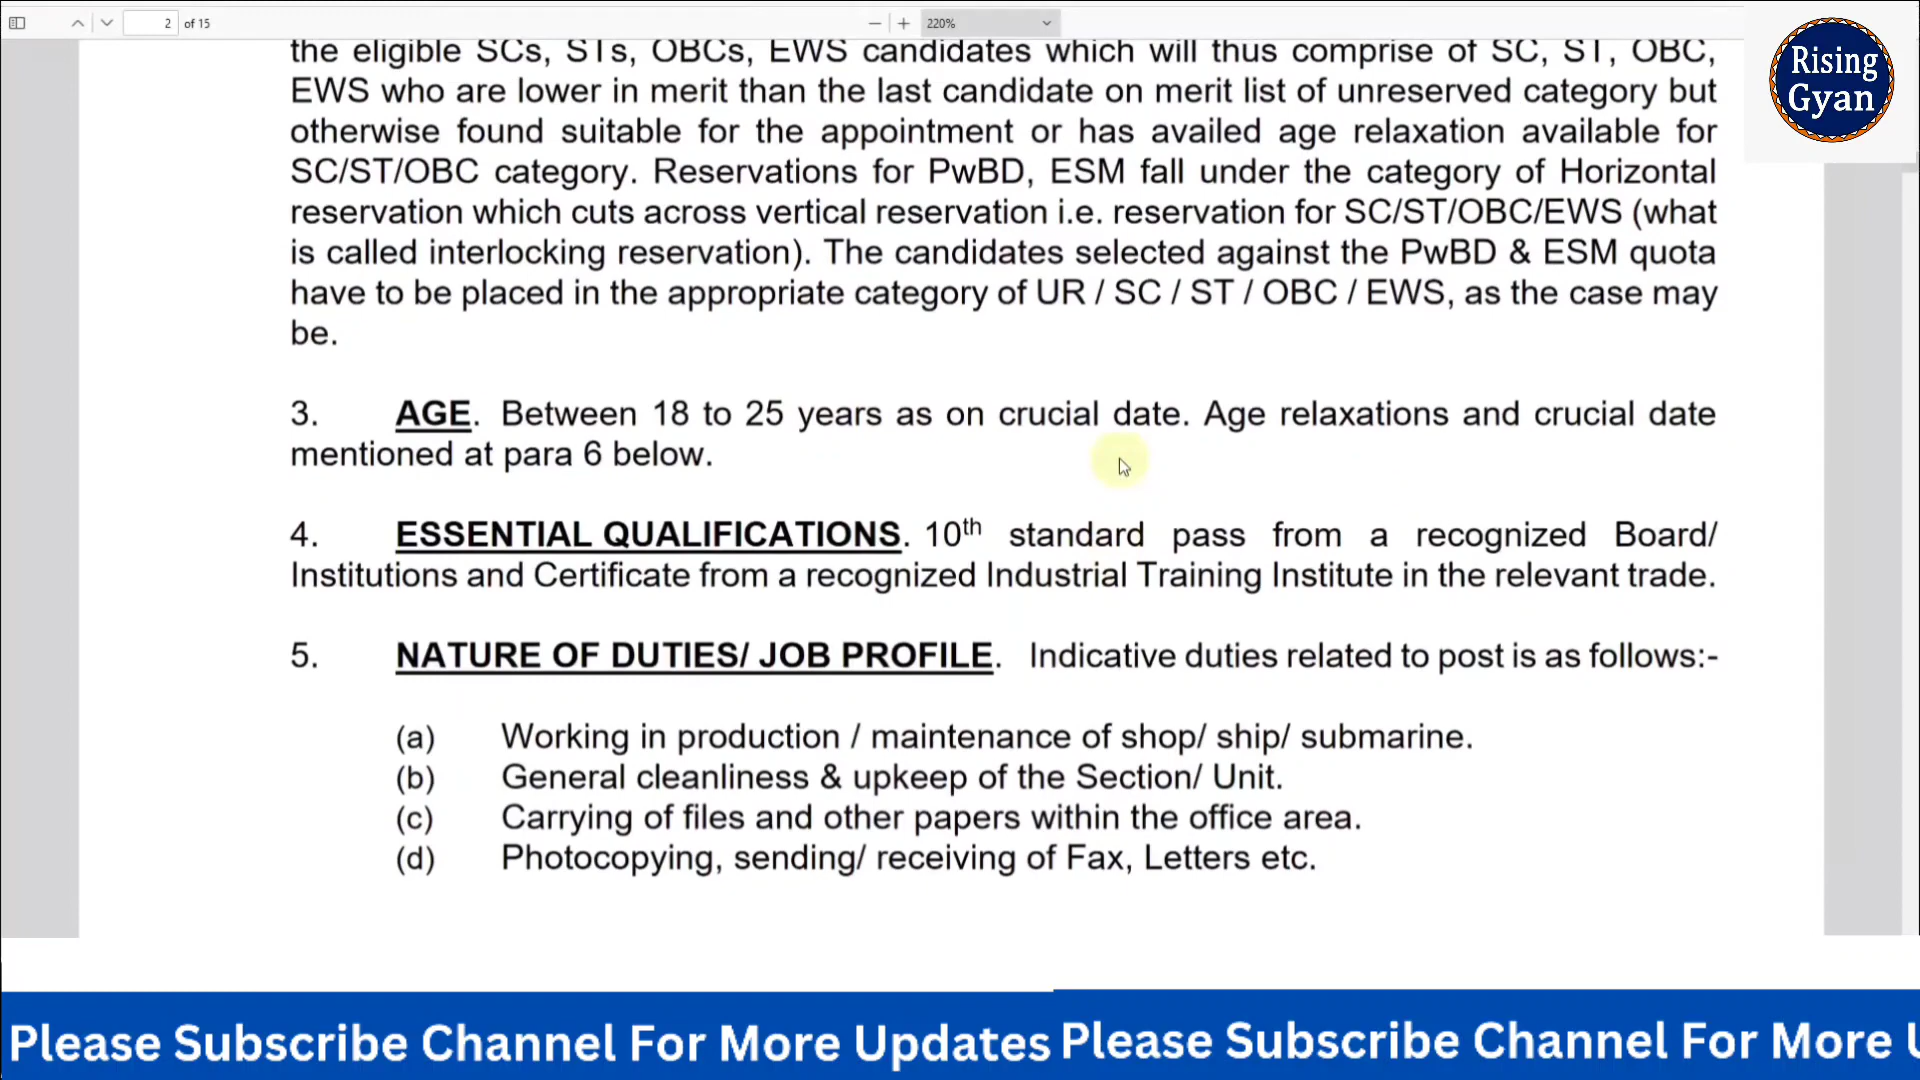 2 of 15 220%
Rising
Gyan
the eligible SCs, STs, OBCs, EWS candidates which will thus comprise of SC, ST, OBC,
EWS who are lower in merit than the last candidate on merit list of unreserved category but
otherwise found suitable for the appointment or has availed age relaxation available for
SC/ST/OBC category. Reservations for PwBD, ESM fall under the category of Horizontal
reservation which cuts across vertical reservation i.e. reservation for SC/ST/OBC/EWS (what
is called interlocking reservation). The candidates selected against the PwBD & ESM quota
have to be placed in the appropriate category of UR / SC / ST / OBC / EWS, as the case may
be.
3. AGE. Between 18 to 25 years as on crucial date. Age relaxations and crucial date
mentioned at para 6 below.
4. ESSENTIAL QUALIFICATIONS. 10th standard pass from a recognized Board/
Institutions and Certificate from a recognized Industrial Training Institute in the relevant trade.
5. NATURE OF DUTIES/ JOB PROFILE. Indicative duties related to post is as follows:-
(a) Working in production / maintenance of shop/ ship/ submarine.
(b) General cleanliness & upkeep of the Section/ Unit.
(c) Carrying of files and other papers within the office area.
(d) Photocopying, sending/ receiving of Fax, Letters etc.
Please Subscribe Channel For More Updates Please Subscribe Channel For More